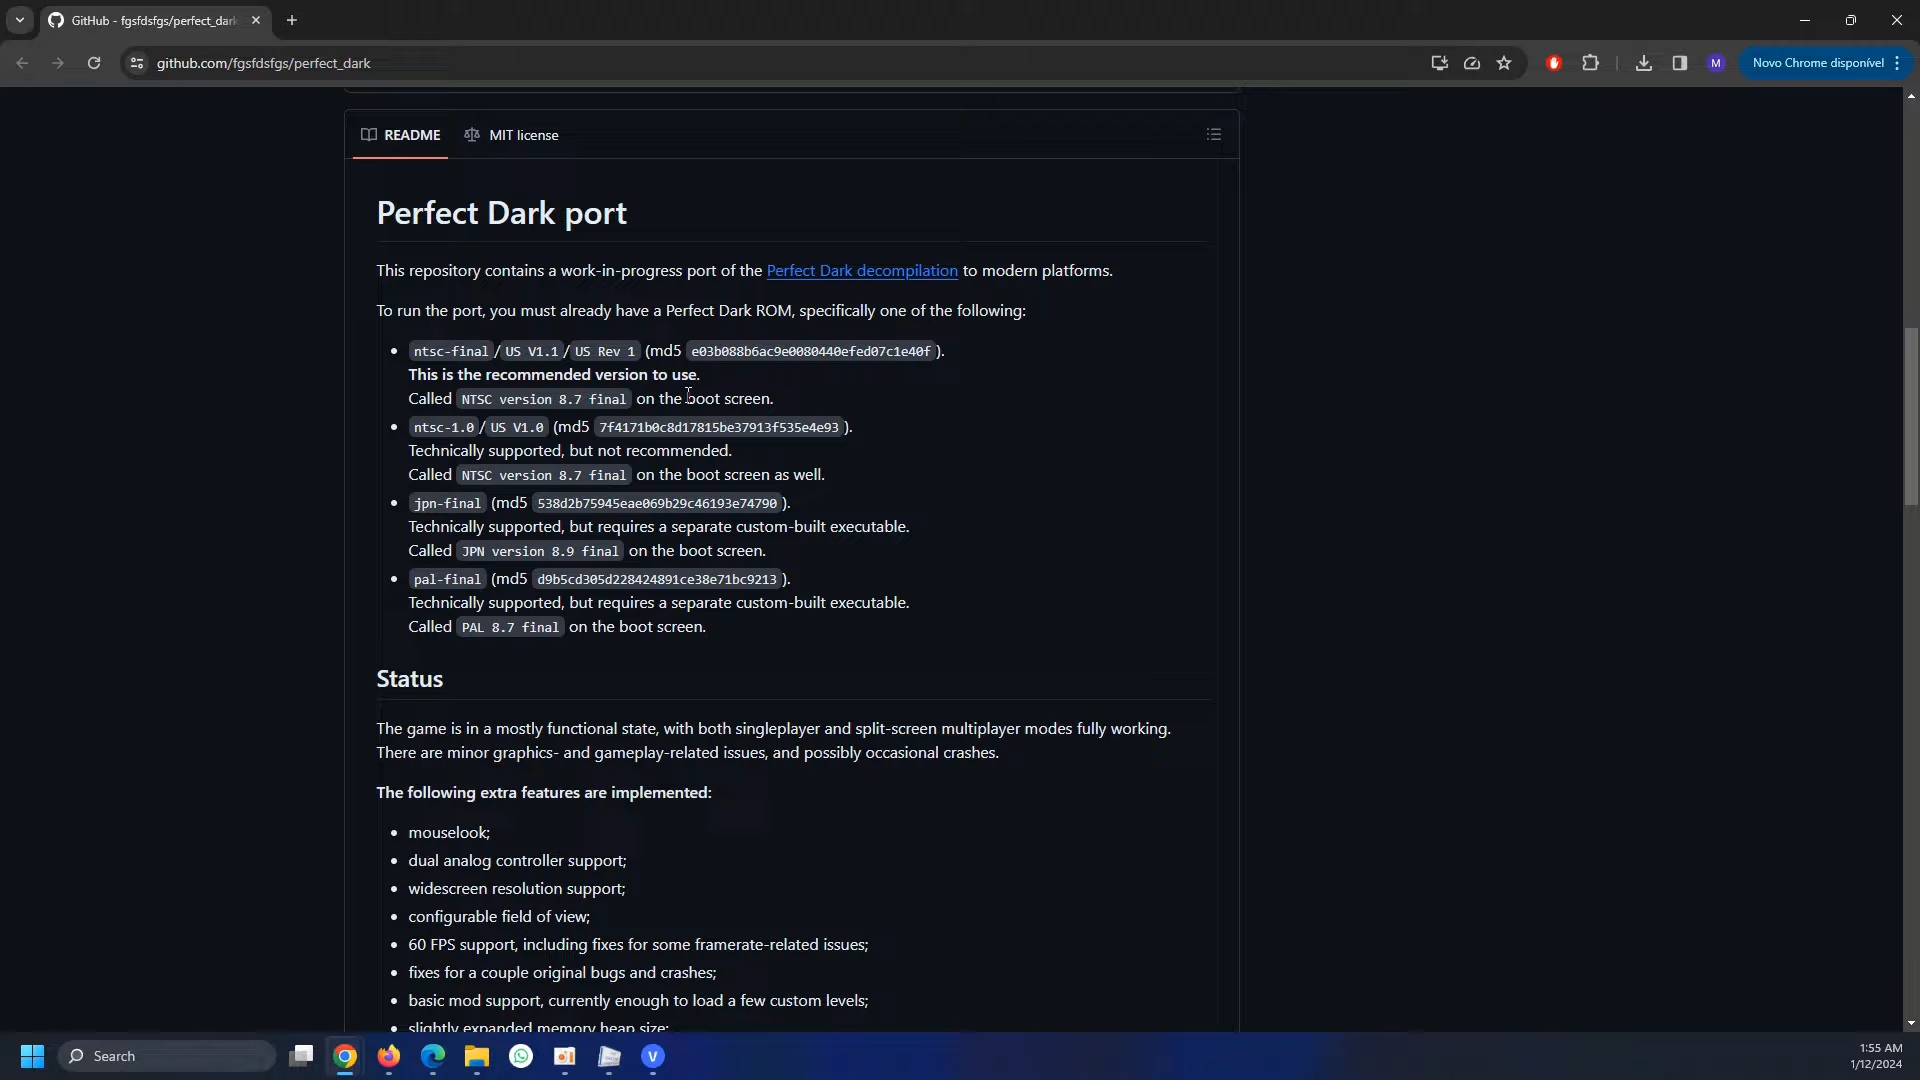 GitHub - fgsfdsfgs/perfect_dark
github.com/fgsfdsfgs/perfect_dark
M
Novo Chrome disponível
README
MIT license
Perfect Dark port
This repository contains a work-in-progress port of the Perfect Dark decompilation to modern platforms.
To run the port, you must already have a Perfect Dark ROM, specifically one of the following:
• ntsc-final / US V1.1 / US Rev 1 (md5 e03b088b6ac9e0080440efed07c1e40f ).
This is the recommended version to use.
Called NTSC version 8.7 final on the boot screen.
• ntsc-1.0 / US V1.0 (md5 7f4171b0c8d17815be37913f535e4e93 ).
Technically supported, but not recommended.
Called NTSC version 8.7 final on the boot screen as well.
• jpn-final (md5 538d2b75945eae069b29c46193e74790 ).
Technically supported, but requires a separate custom-built executable.
Called JPN version 8.9 final on the boot screen.
• pal-final (md5 d9b5cd305d228424891ce38e71bc9213 ).
Technically supported, but requires a separate custom-built executable.
Called PAL 8.7 final on the boot screen.
Status
The game is in a mostly functional state, with both singleplayer and split-screen multiplayer modes fully working.
There are minor graphics- and gameplay-related issues, and possibly occasional crashes.
The following extra features are implemented:
• mouselook;
• dual analog controller support;
• widescreen resolution support;
• configurable field of view;
• 60 FPS support, including fixes for some framerate-related issues;
• fixes for a couple original bugs and crashes;
• basic mod support, currently enough to load a few custom levels;
• slightly expanded memory heap size;
Search
V
1:55 AM
1/12/2024